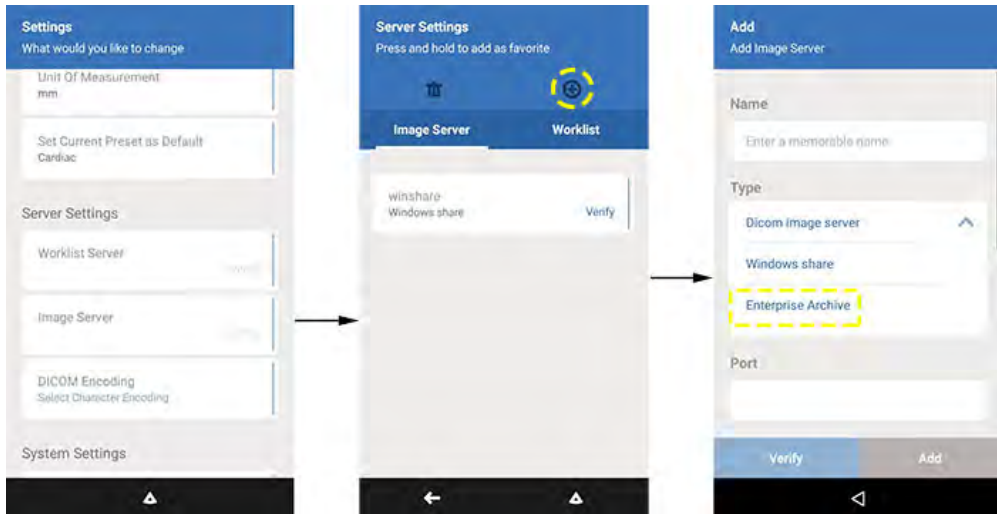 Settings
What would you like to change
Unit Of Measurement
mm
Set Current Preset as Default
Cardiac
Server Settings
Worklist Server
Image Server
DICOM Encoding
Select Character Encoding
System Settings
Server Settings
Press and hold to add as favorite
Image Server
Worklist
winshare
Windows share
Verify
Add
Add Image Server
Name
Enter a memorable name
Type
Dicom image server
Windows share
Enterprise Archive
Port
Verify
Add